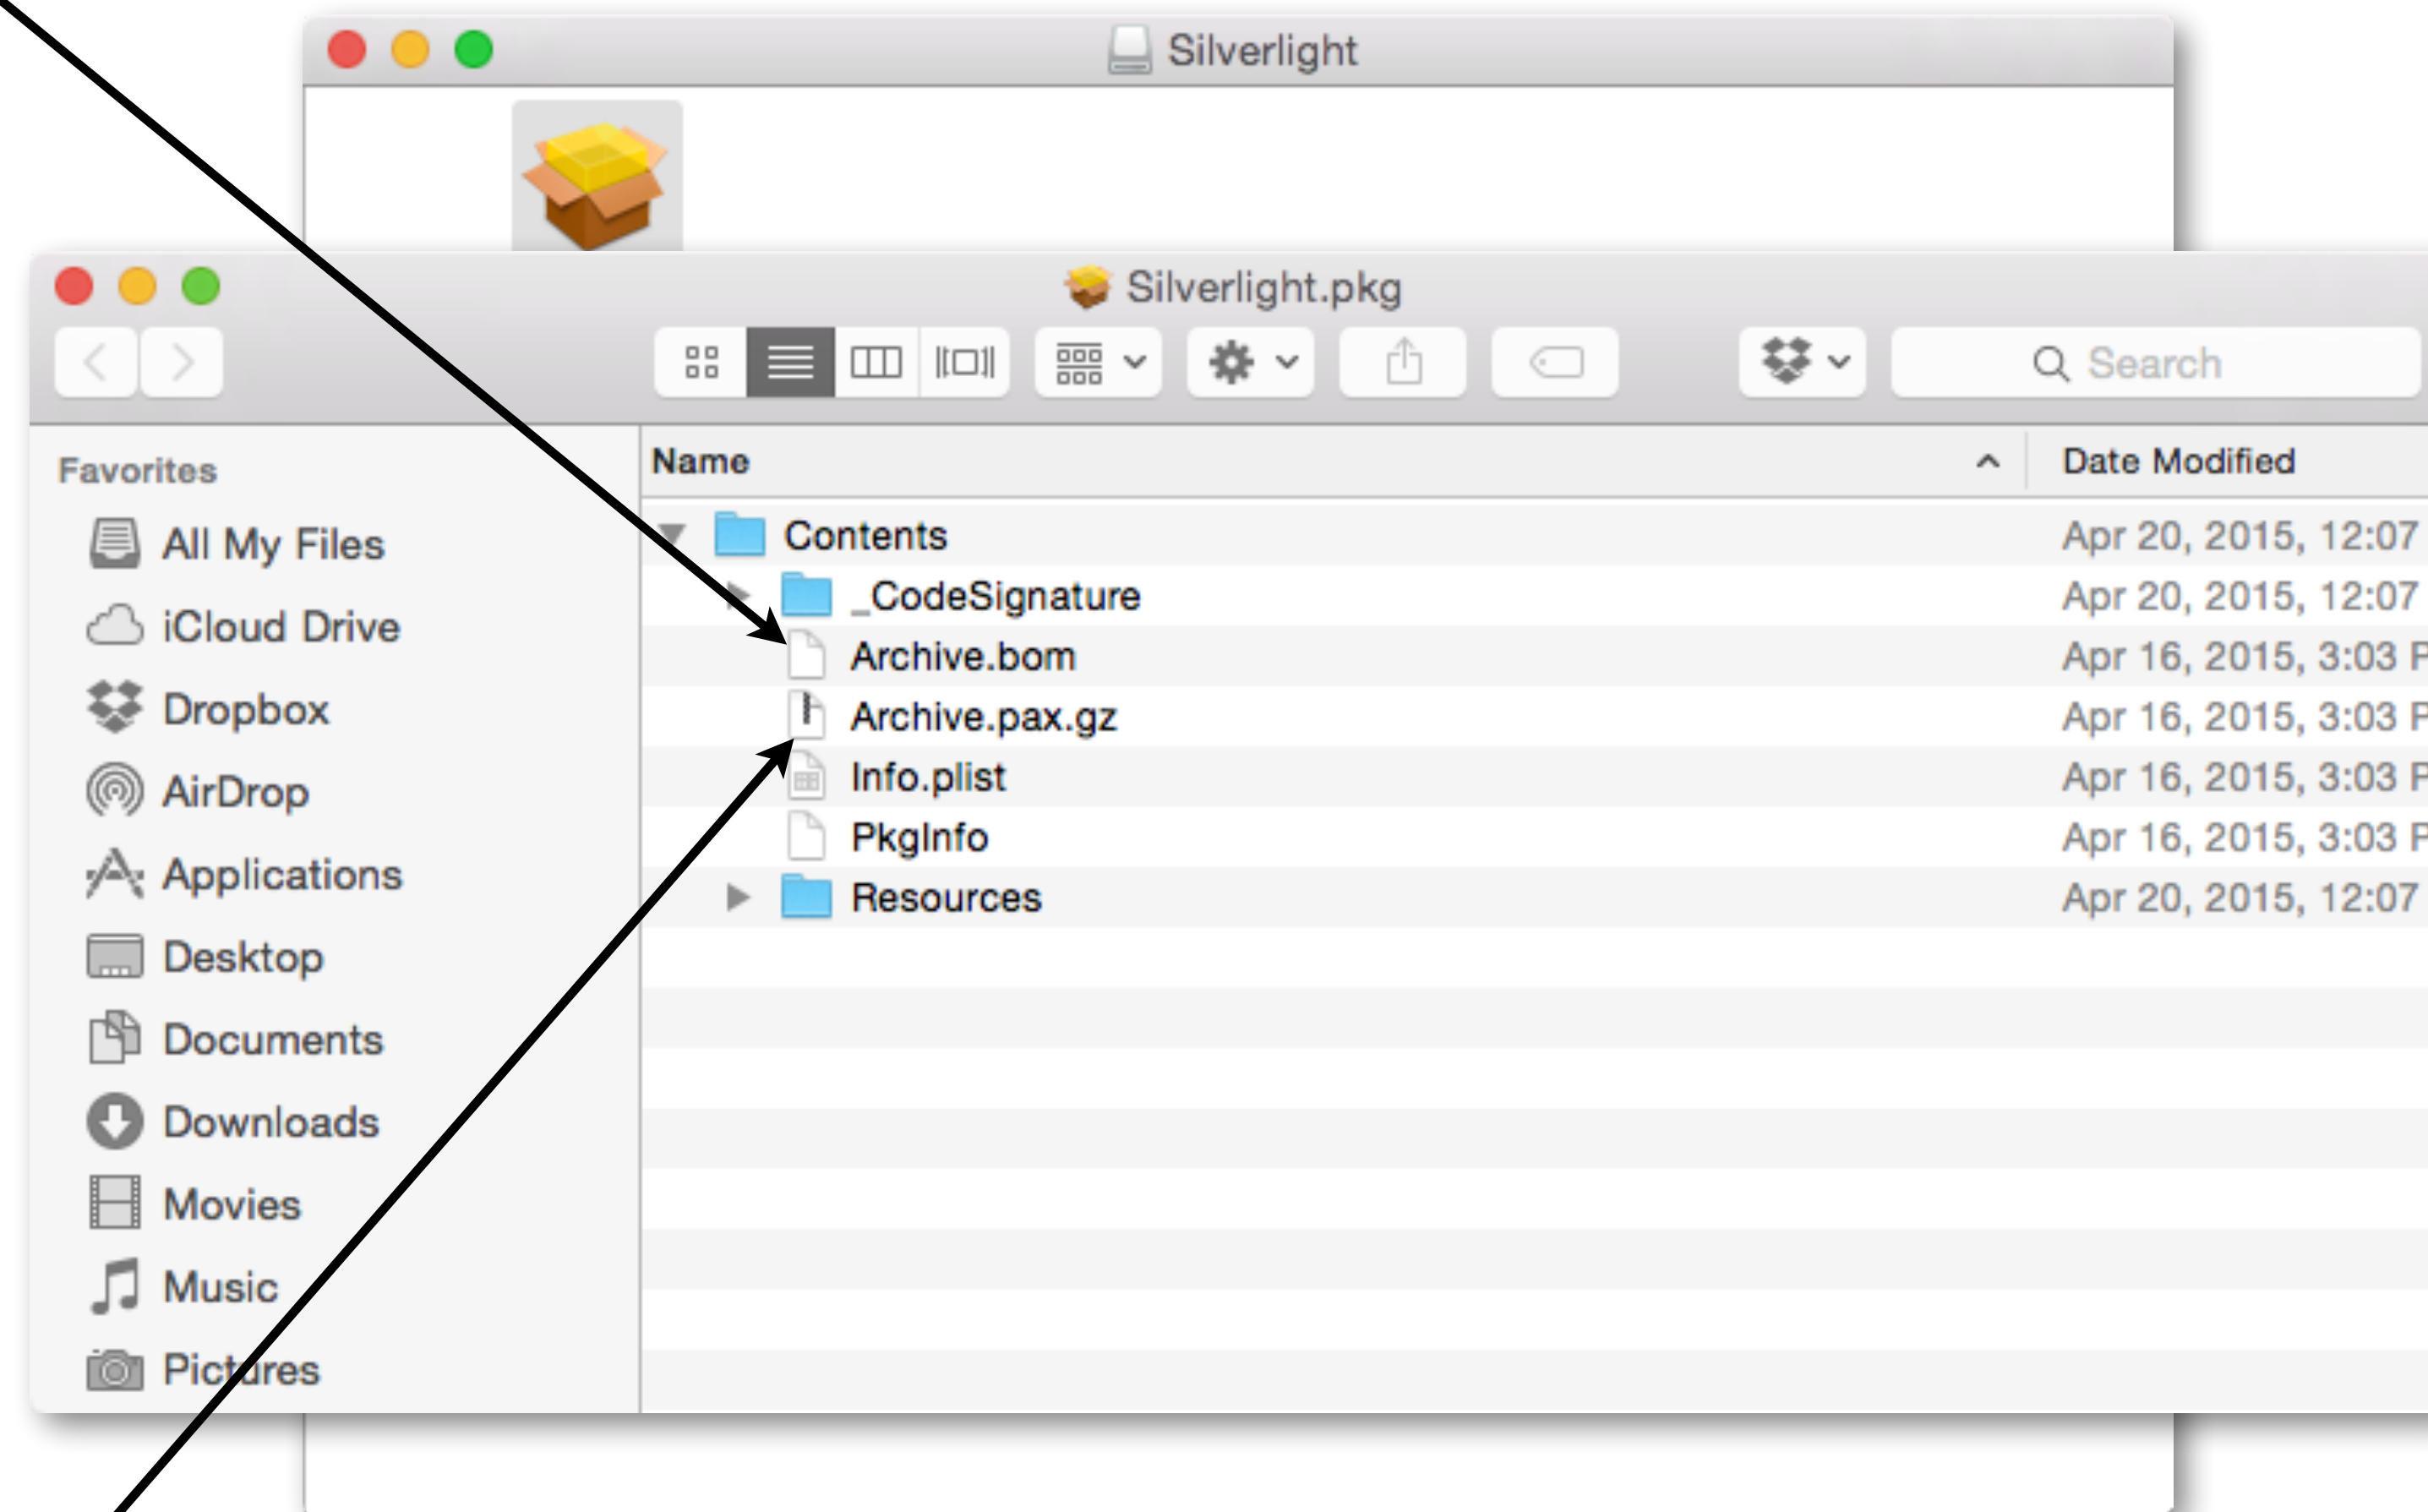 Silverlight
Silverlight.pkg
Search
Favorites
All My Files
iCloud Drive
Dropbox
AirDrop
Applications
Desktop
Documents
Downloads
Movies
Music
Pictures
Name Date Modified
Contents Apr 20, 2015, 12:07
_CodeSignature Apr 20, 2015, 12:07
Archive.bom Apr 16, 2015, 3:03 P
Archive.pax.gz Apr 16, 2015, 3:03 P
Info.plist Apr 16, 2015, 3:03 P
PkgInfo Apr 16, 2015, 3:03 P
Resources Apr 20, 2015, 12:07